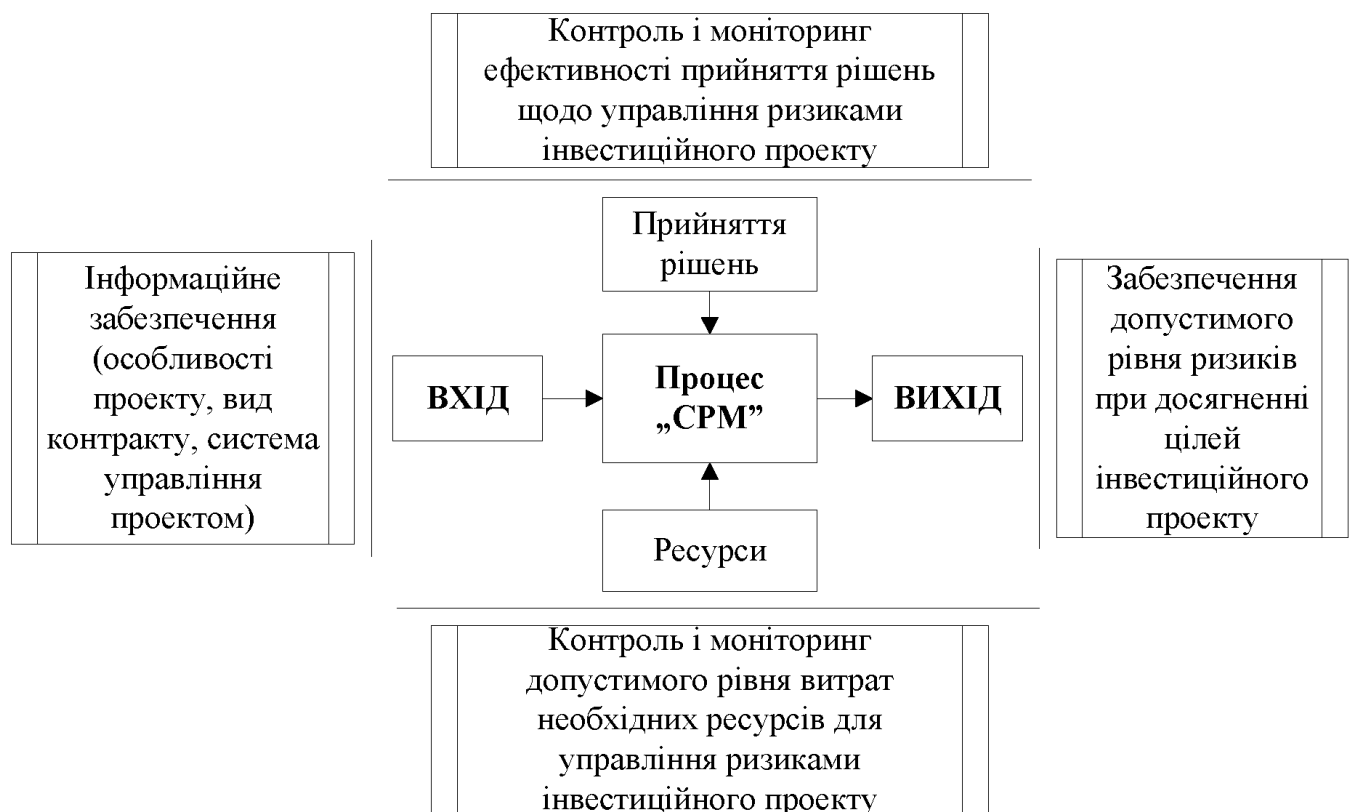 Контроль і моніторинг
ефективності прийняття рішень
щодо управління ризиками
інвестиційного проекту
Прийняття
рішень
Інформаційне
забезпечення
(особливості
проекту, вид
контракту, система
управління
проектом)
ВХІД
Процес
„СРМ”
ВИХІД
Забезпечення
допустимого
рівня ризиків
при досягненні
цілей
інвестиційного
проекту
Ресурси
Контроль і моніторинг
допустимого рівня витрат
необхідних ресурсів для
управління ризиками
інвестиційного проекту